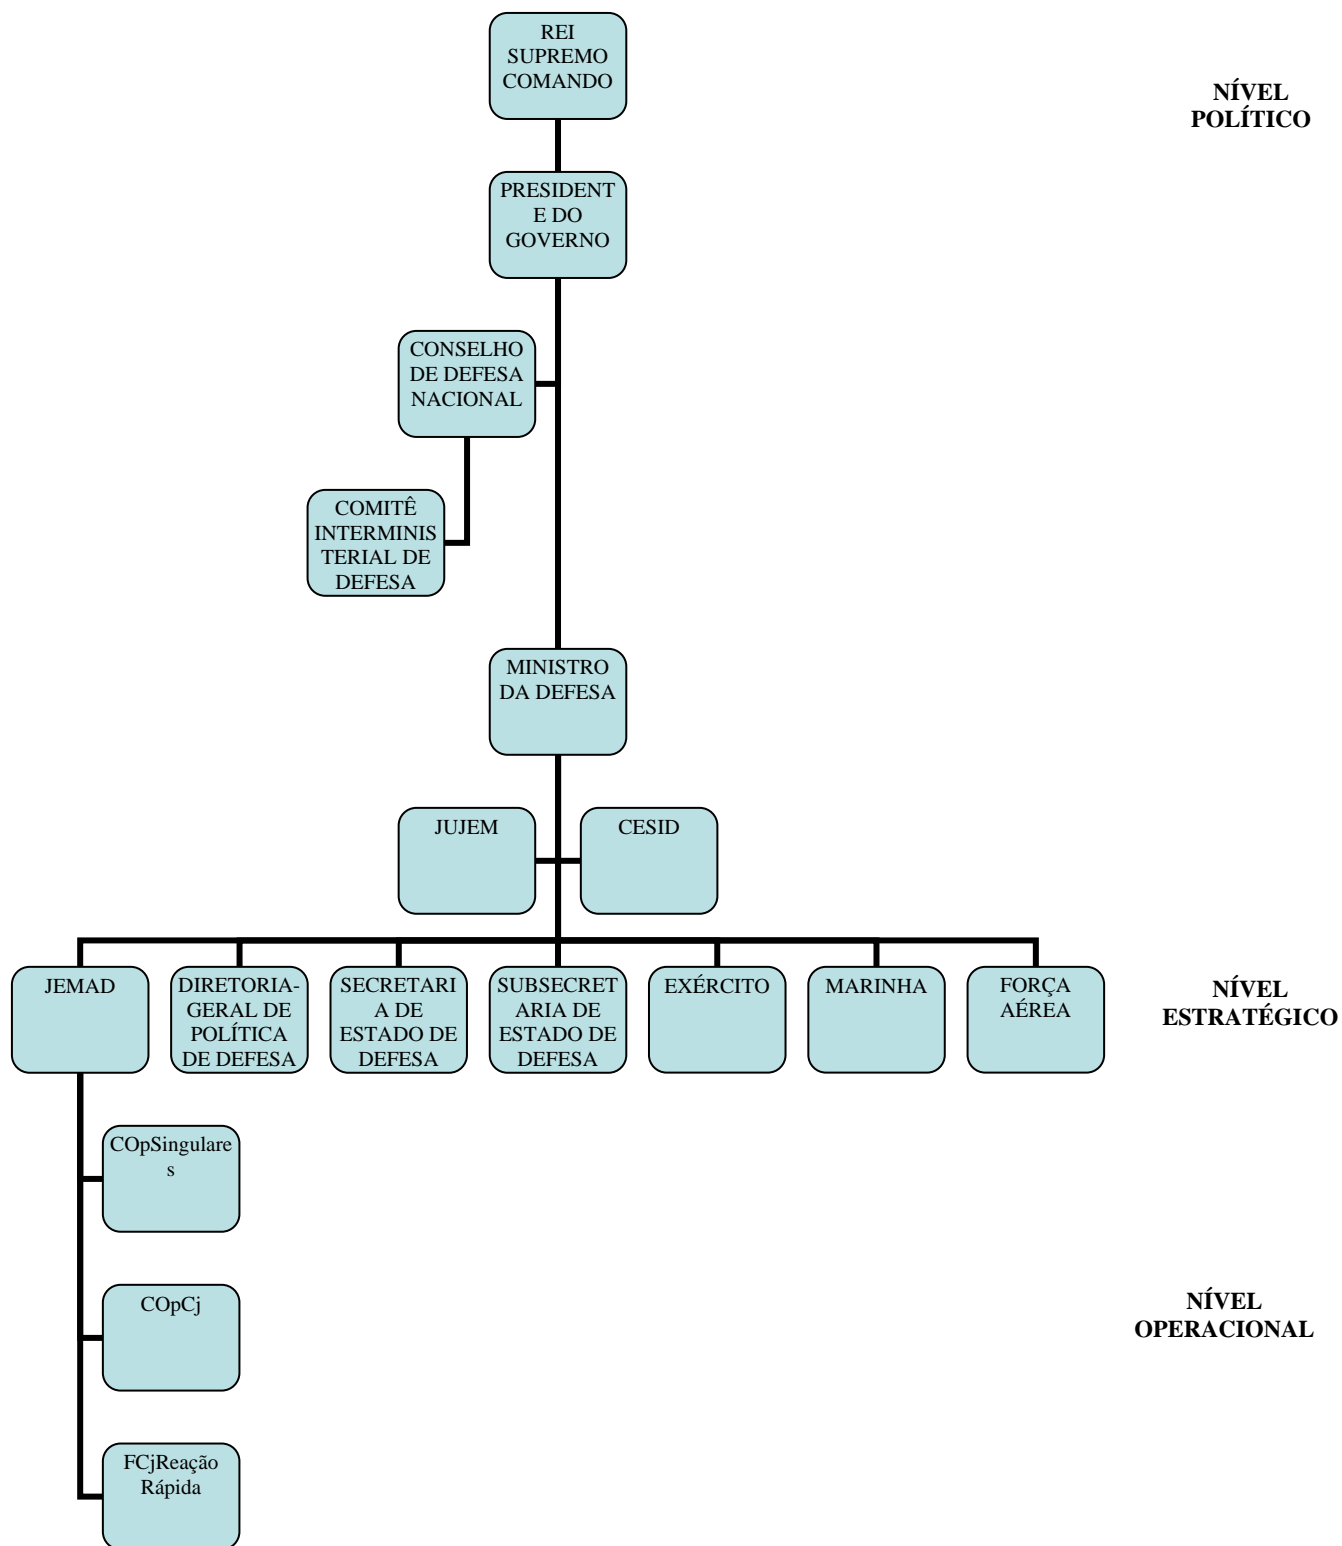 REI
SUPREMO
COMANDO
NÍVEL
POLÍTICO
PRESIDENT
E DO
GOVERNO
CONSELHO
DE DEFESA
NACIONAL
COMITÊ
INTERMINIS
TERIAL DE
DEFESA
MINISTRO
DA DEFESA
JUJEM
CESID
JEMAD
DIRETORIA-
GERAL DE
POLÍTICA
DE DEFESA
SECRETARI
A DE
ESTADO DE
DEFESA
SUBSECRET
ARIA DE
ESTADO DE
DEFESA
EXÉRCITO
MARINHA
FORÇA
AÉREA
NÍVEL
ESTRATÉGICO
COpSingulare
s
COpCj
NÍVEL
OPERACIONAL
FCjReação
Rápida